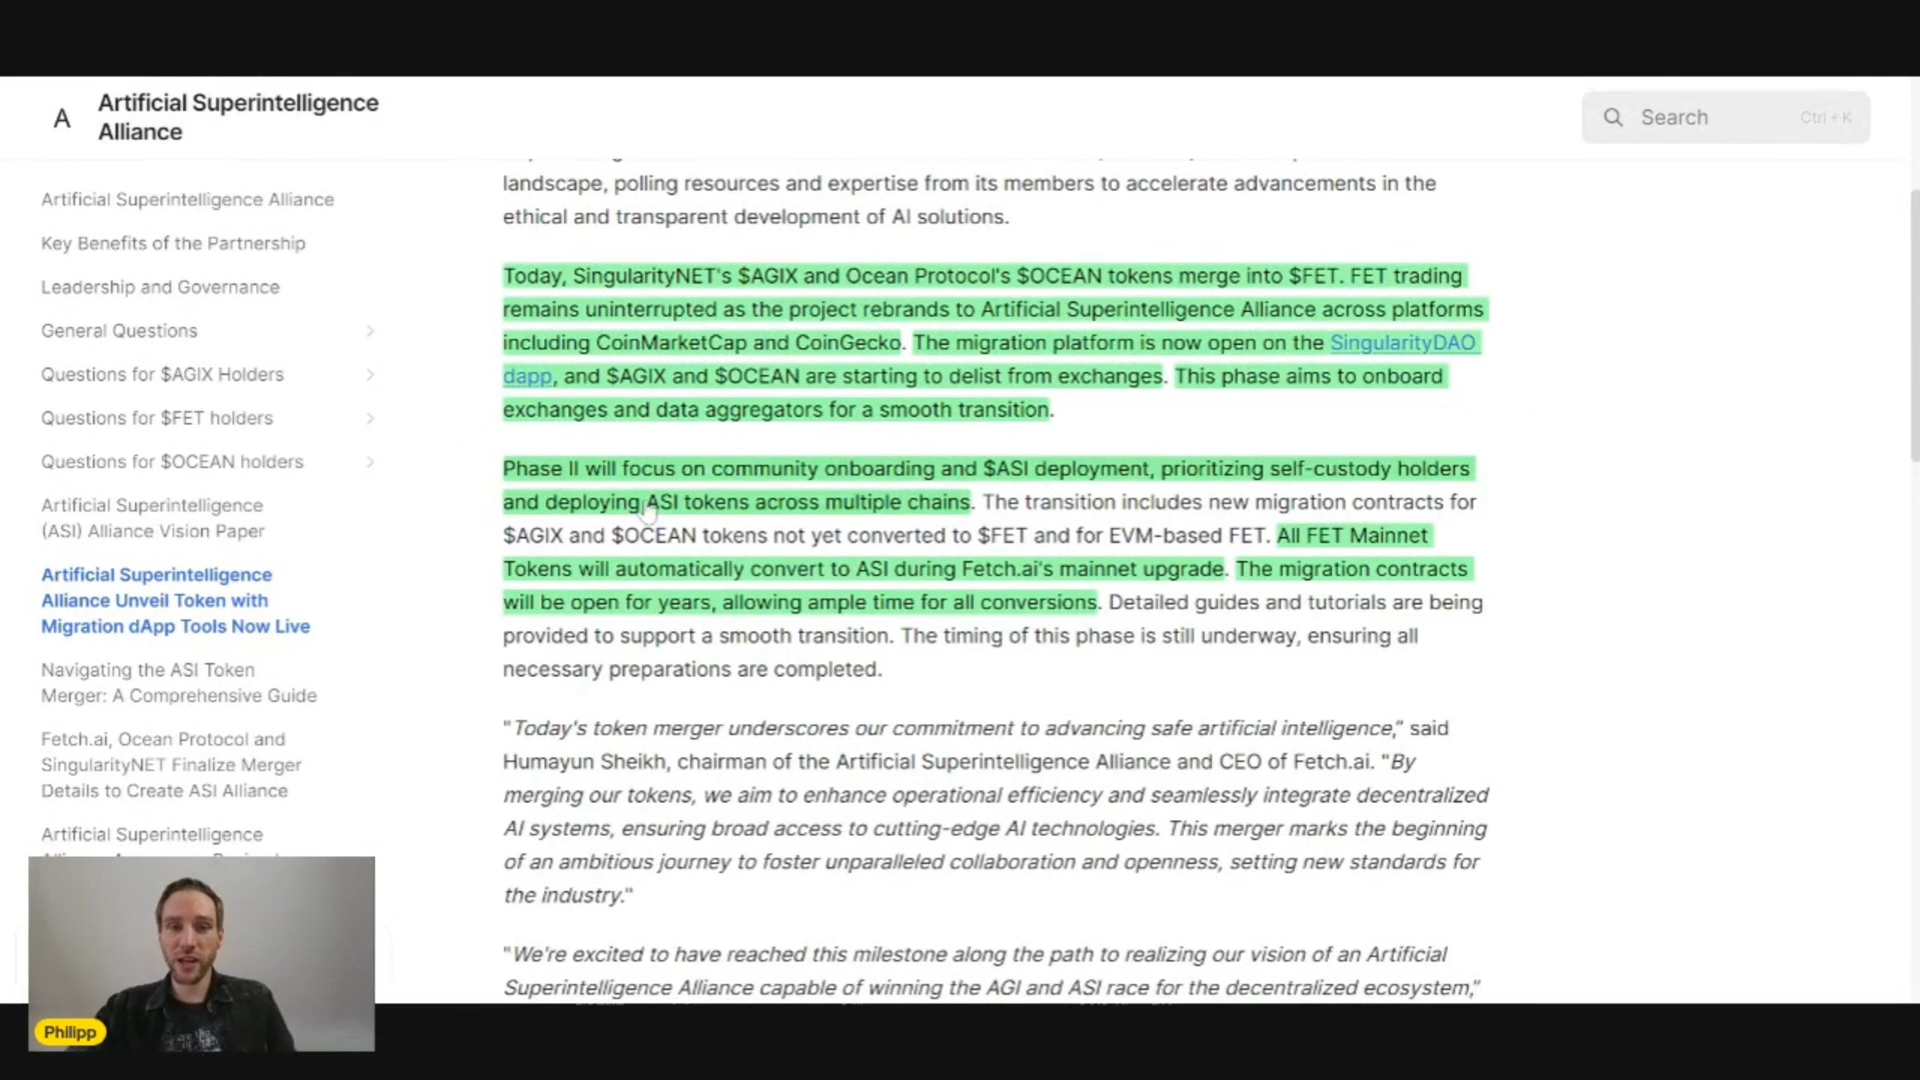 A
Artificial Superintelligence
Alliance
Search
Ctrl + K
Artificial Superintelligence Alliance
Key Benefits of the Partnership
Leadership and Governance
General Questions
Questions for $AGIX Holders
Questions for $FET holders
Questions for $OCEAN holders
Artificial Superintelligence
(ASI) Alliance Vision Paper
Artificial Superintelligence
Alliance Unveil Token with
Migration dApp Tools Now Live
Navigating the ASI Token
Merger: A Comprehensive Guide
Fetch.ai, Ocean Protocol and
SingularityNET Finalize Merger
Details to Create ASI Alliance
Artificial Superintelligence
landscape, polling resources and expertise from its members to accelerate advancements in the
ethical and transparent development of AI solutions.
Today, SingularityNET's $AGIX and Ocean Protocol's $OCEAN tokens merge into $FET. FET trading
remains uninterrupted as the project rebrands to Artificial Superintelligence Alliance across platforms
including CoinMarketCap and CoinGecko. The migration platform is now open on the SingularityDAO
dapp, and $AGIX and $OCEAN are starting to delist from exchanges. This phase aims to onboard
exchanges and data aggregators for a smooth transition.
Phase II will focus on community onboarding and $ASI deployment, prioritizing self-custody holders
and deploying ASI tokens across multiple chains. The transition includes new migration contracts for
$AGIX and $OCEAN tokens not yet converted to $FET and for EVM-based FET. All FET Mainnet
Tokens will automatically convert to ASI during Fetch.ai's mainnet upgrade. The migration contracts
will be open for years, allowing ample time for all conversions. Detailed guides and tutorials are being
provided to support a smooth transition. The timing of this phase is still underway, ensuring all
necessary preparations are completed.
"Today's token merger underscores our commitment to advancing safe artificial intelligence," said
Humayun Sheikh, chairman of the Artificial Superintelligence Alliance and CEO of Fetch.ai. "By
merging our tokens, we aim to enhance operational efficiency and seamlessly integrate decentralized
AI systems, ensuring broad access to cutting-edge AI technologies. This merger marks the beginning
of an ambitious journey to foster unparalleled collaboration and openness, setting new standards for
the industry."
"We're excited to have reached this milestone along the path to realizing our vision of an Artificial
Superintelligence Alliance capable of winning the AGI and ASI race for the decentralized ecosystem,"
Philipp